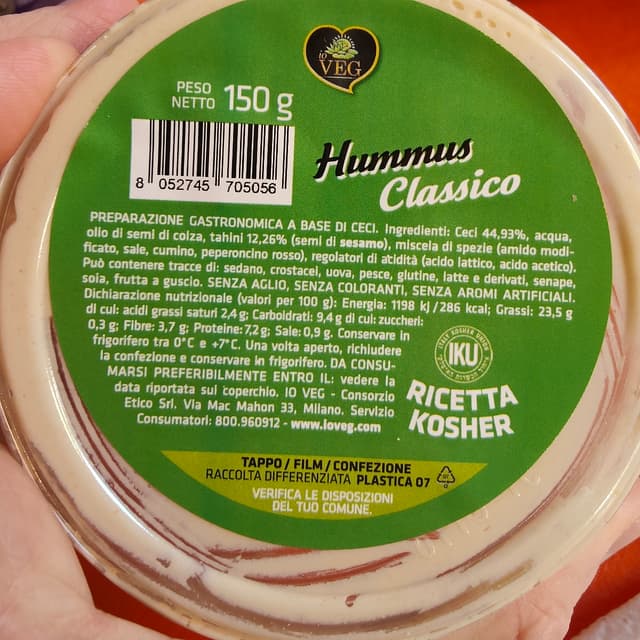 IO
VEG
PESO
NETTO 150 g
8 052745 705056
Hummus
Classico
PREPARAZIONE GASTRONOMICA A BASE DI CECI. Ingredienti: Ceci 44,93%, acqua,
olio di semi di colza, tahini 12,26% (semi di sesamo), miscela di spezie (amido modi-
ficato, sale, cumino, peperoncino rosso), regolatori di atidità (acido lattico, acido acetico).
Può contenere tracce di: sedano, crostacei, uova, pesce, glutine, latte e derivati, senape,
soia, frutta a guscio. SENZA AGLIO, SENZA COLORANTI, SENZA AROMI ARTIFICIALI.
Dichiarazione nutrizionale (valori per 100 g): Energia: 1198 kJ/286 kcal; Grassi: 23,5 g
di cui: acidi grassi saturi 2,4 g; Carboidrati: 9,4 g di cui: zuccheri:
0,3 g; Fibre: 3,7 g; Proteine: 7,2 g; Sale: 0,9 g. Conservare in
frigorifero tra 0°C e +7°C. Una volta aperto, richiudere
la confezione e conservare in frigorifero. DA CONSU-
MARSI PREFERIBILMENTE ENTRO IL: vedere la
data riportata sul coperchio. IO VEG - Consorzio
Etico Srl. Via Mac Mahon 33, Milano. Servizio
Consumatori: 800.960912 - www.ioveg.com
ITALY KOSHER UNION
IKU
RICETTA
KOSHER
TAPPO / FILM / CONFEZIONE
RACCOLTA DIFFERENZIATA PLASTICA 07
VERIFICA LE DISPOSIZIONI
DEL TUO COMUNE.